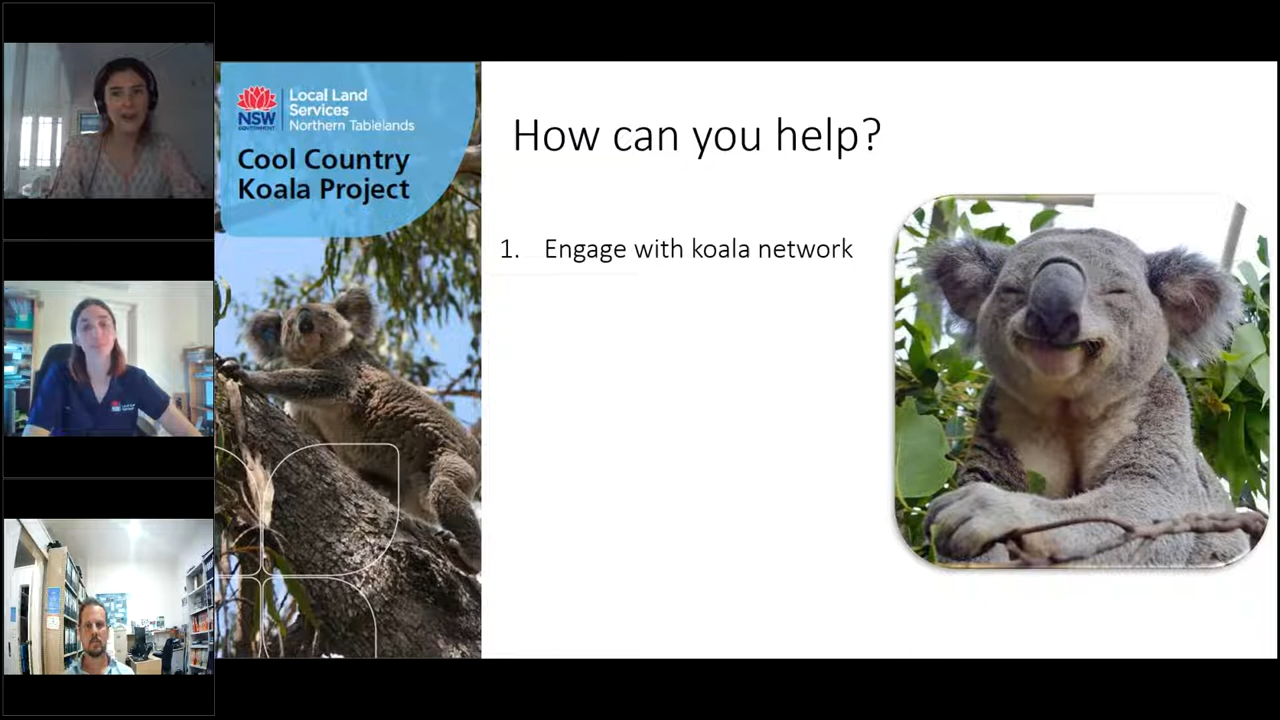 Local Land
Services
Northern Tablelands
NSW
GOVERNMENT
Cool Country
Koala Project
How can you help?
1. Engage with koala network